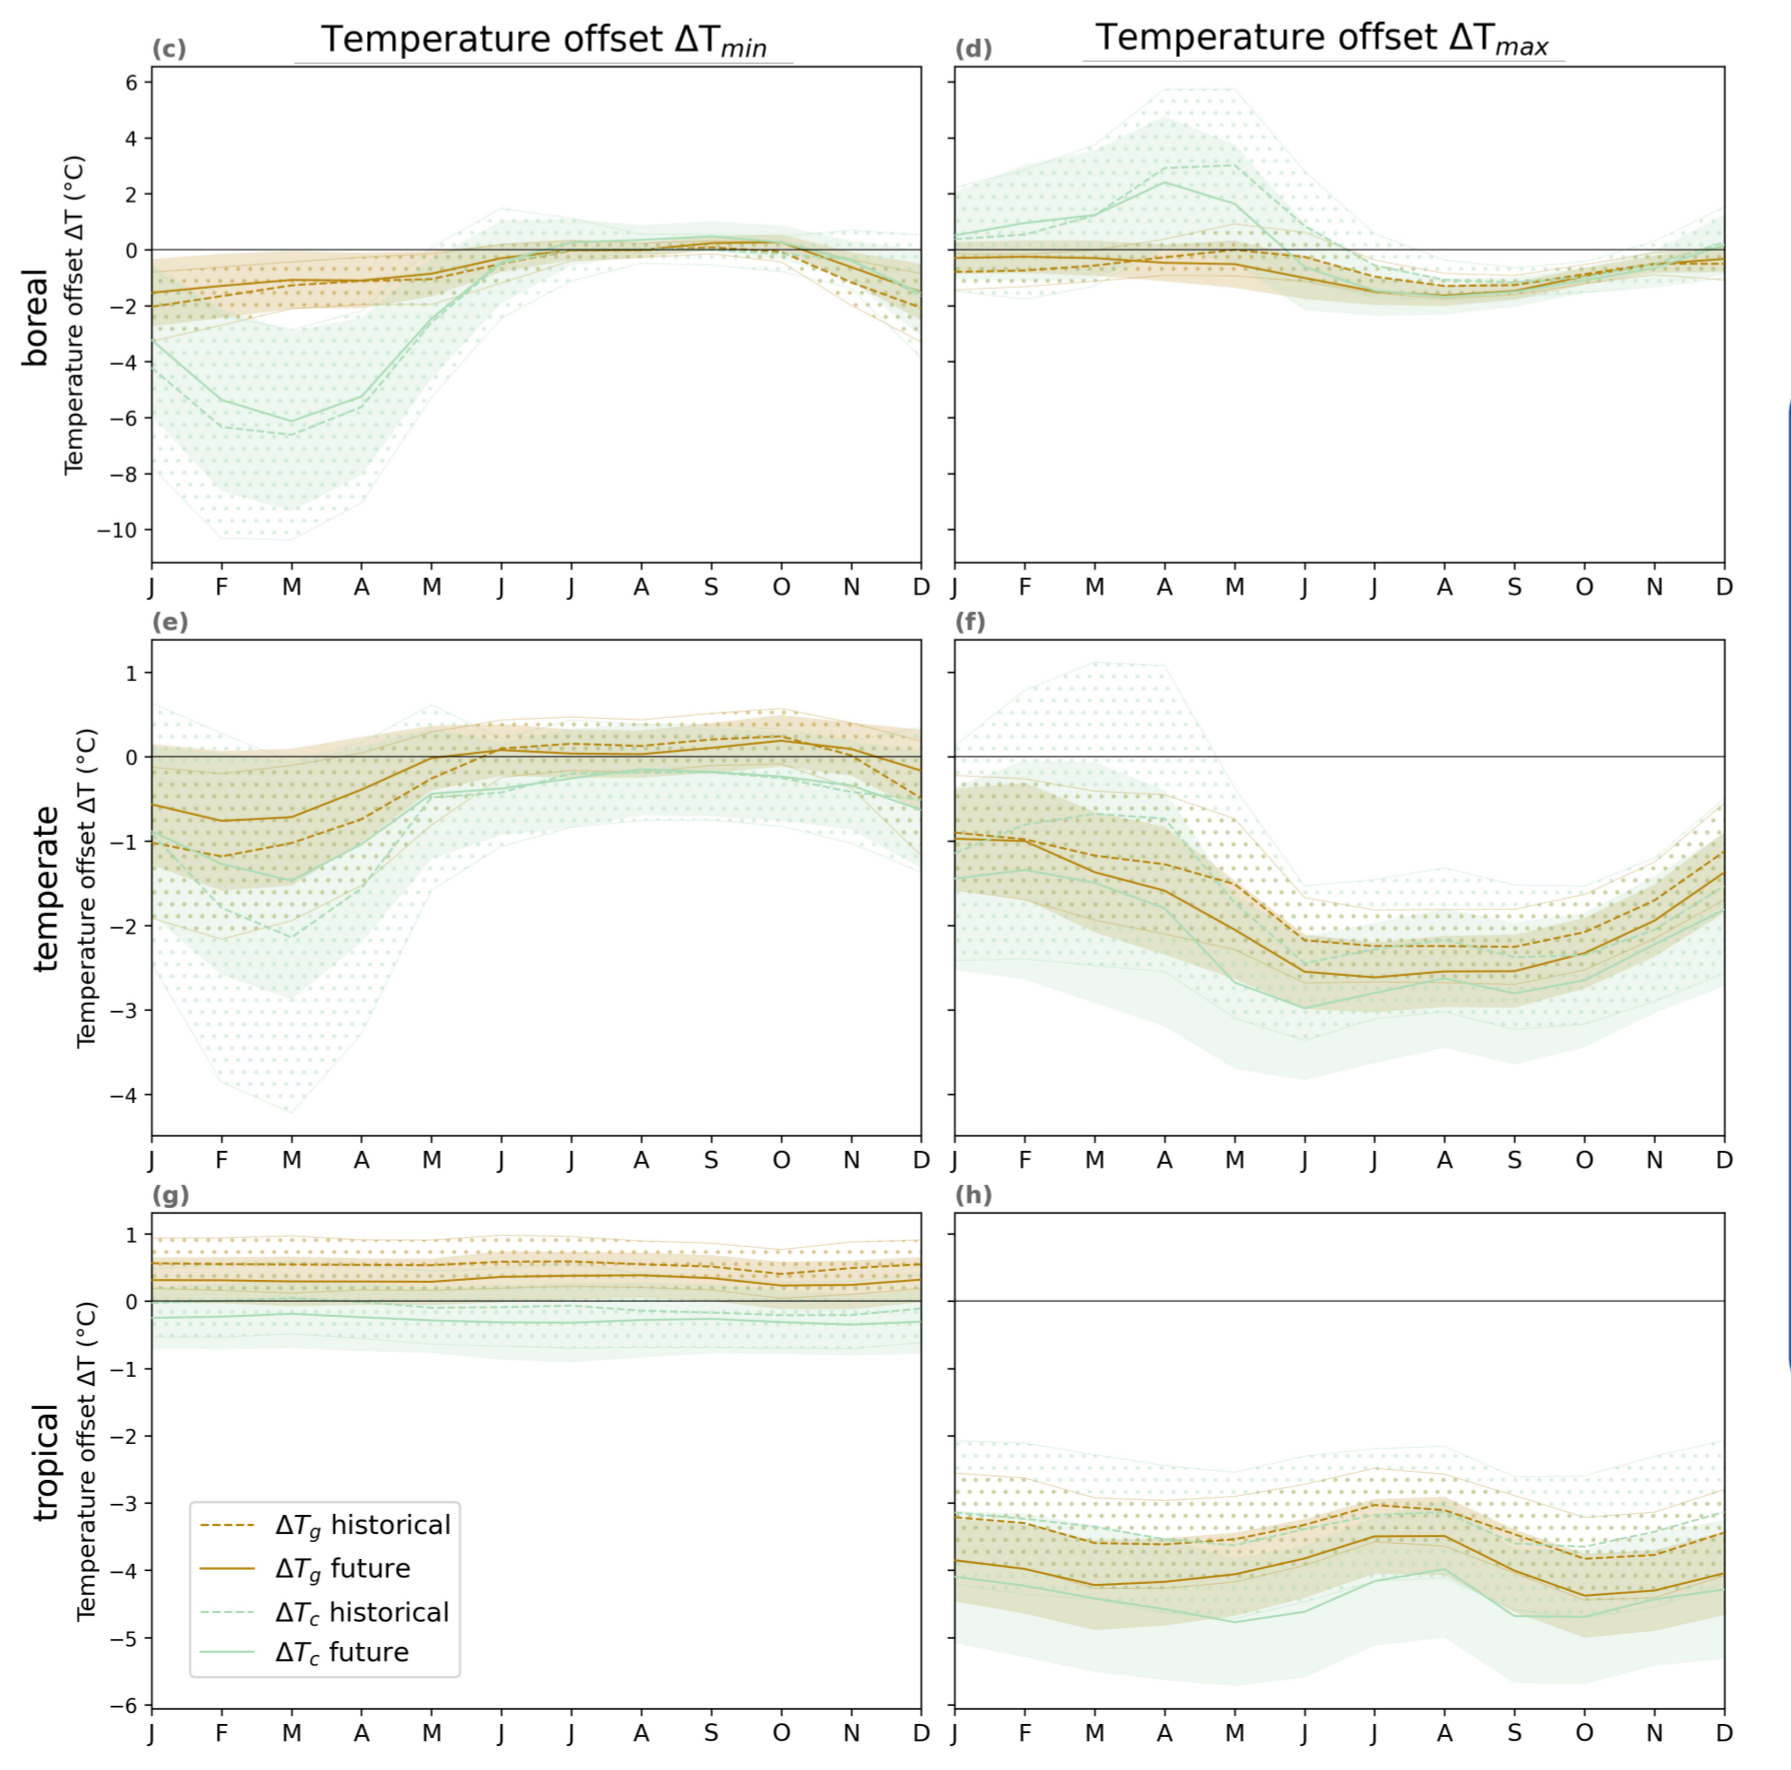 Temperature offset ΔTmin
Temperature offset ΔTmax
(c)
(d)
boreal
Temperature offset ΔT (°C)
6
4
2
0
−2
−4
−6
−8
−10
J F M A M J J A S O N D
J F M A M J J A S O N D
(e)
(f)
temperate
Temperature offset ΔT (°C)
1
0
−1
−2
−3
−4
J F M A M J J A S O N D
J F M A M J J A S O N D
(g)
(h)
tropical
Temperature offset ΔT (°C)
1
0
−1
−2
−3
−4
−5
−6
ΔTg historical
ΔTg future
ΔTc historical
ΔTc future
J F M A M J J A S O N D
J F M A M J J A S O N D